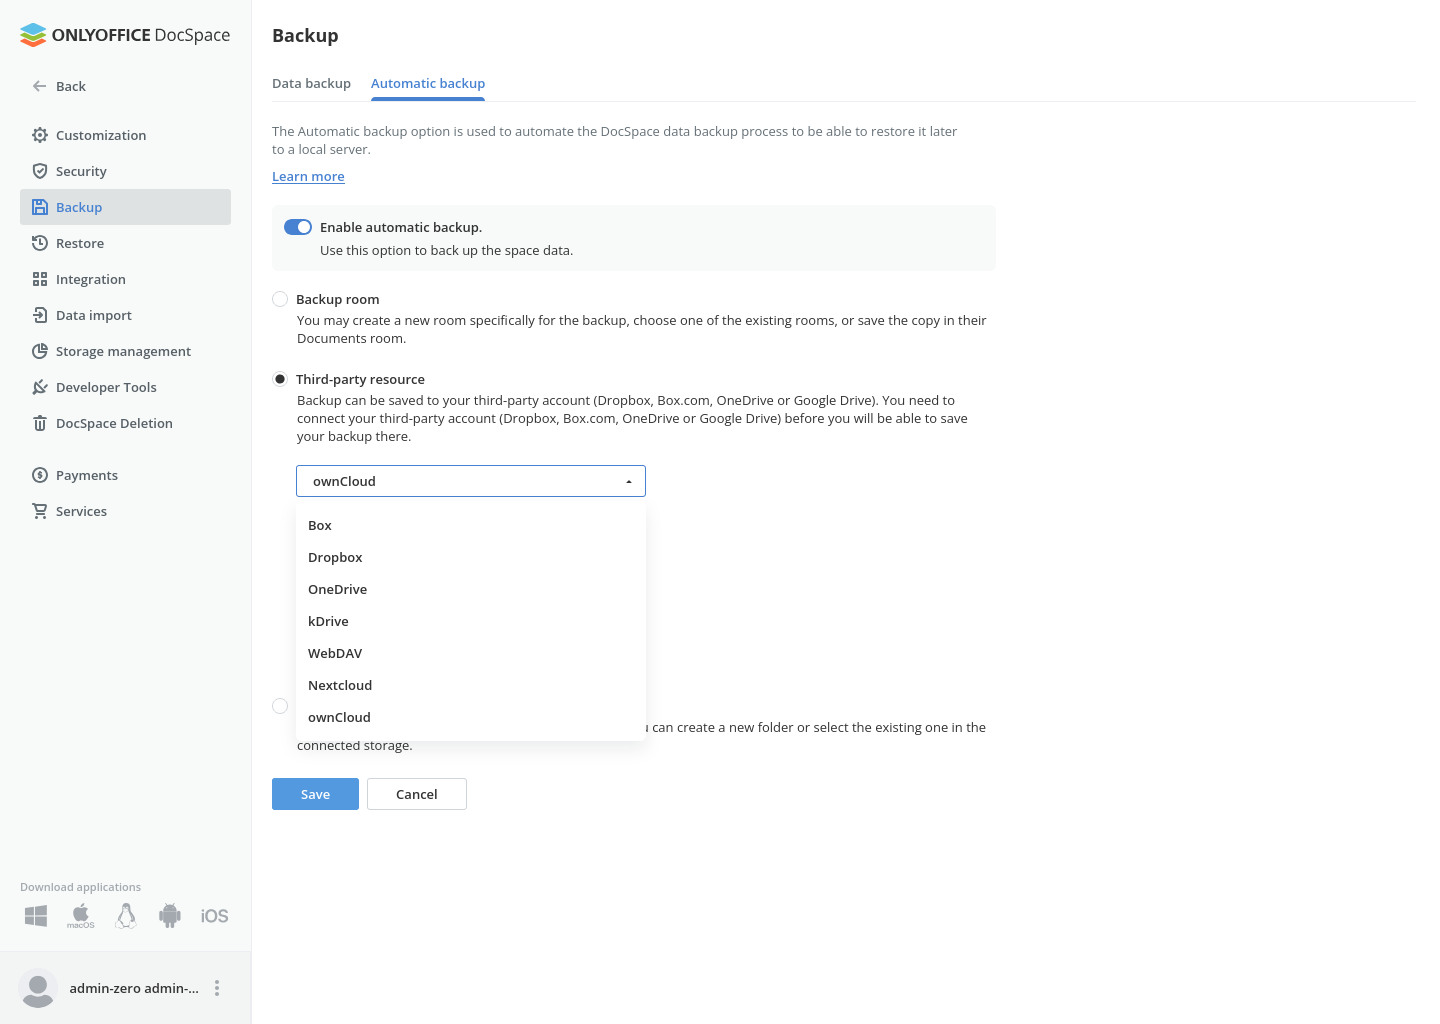 ONLYOFFICE DocSpace
Back
Customization
Security
Backup
Restore
Integration
Data import
Storage management
Developer Tools
DocSpace Deletion
Payments
Services
Download applications
macOS
iOS
admin-zero admin-...
Backup
Data backup
Automatic backup
The Automatic backup option is used to automate the DocSpace data backup process to be able to restore it later
to a local server.
Learn more
Enable automatic backup.
Use this option to back up the space data.
Backup room
You may create a new room specifically for the backup, choose one of the existing rooms, or save the copy in their
Documents room.
Third-party resource
Backup can be saved to your third-party account (Dropbox, Box.com, OneDrive or Google Drive). You need to
connect your third-party account (Dropbox, Box.com, OneDrive or Google Drive) before you will be able to save
your backup there.
ownCloud
Box
Dropbox
OneDrive
kDrive
WebDAV
Nextcloud
ownCloud
can create a new folder or select the existing one in the
connected storage.
Save
Cancel